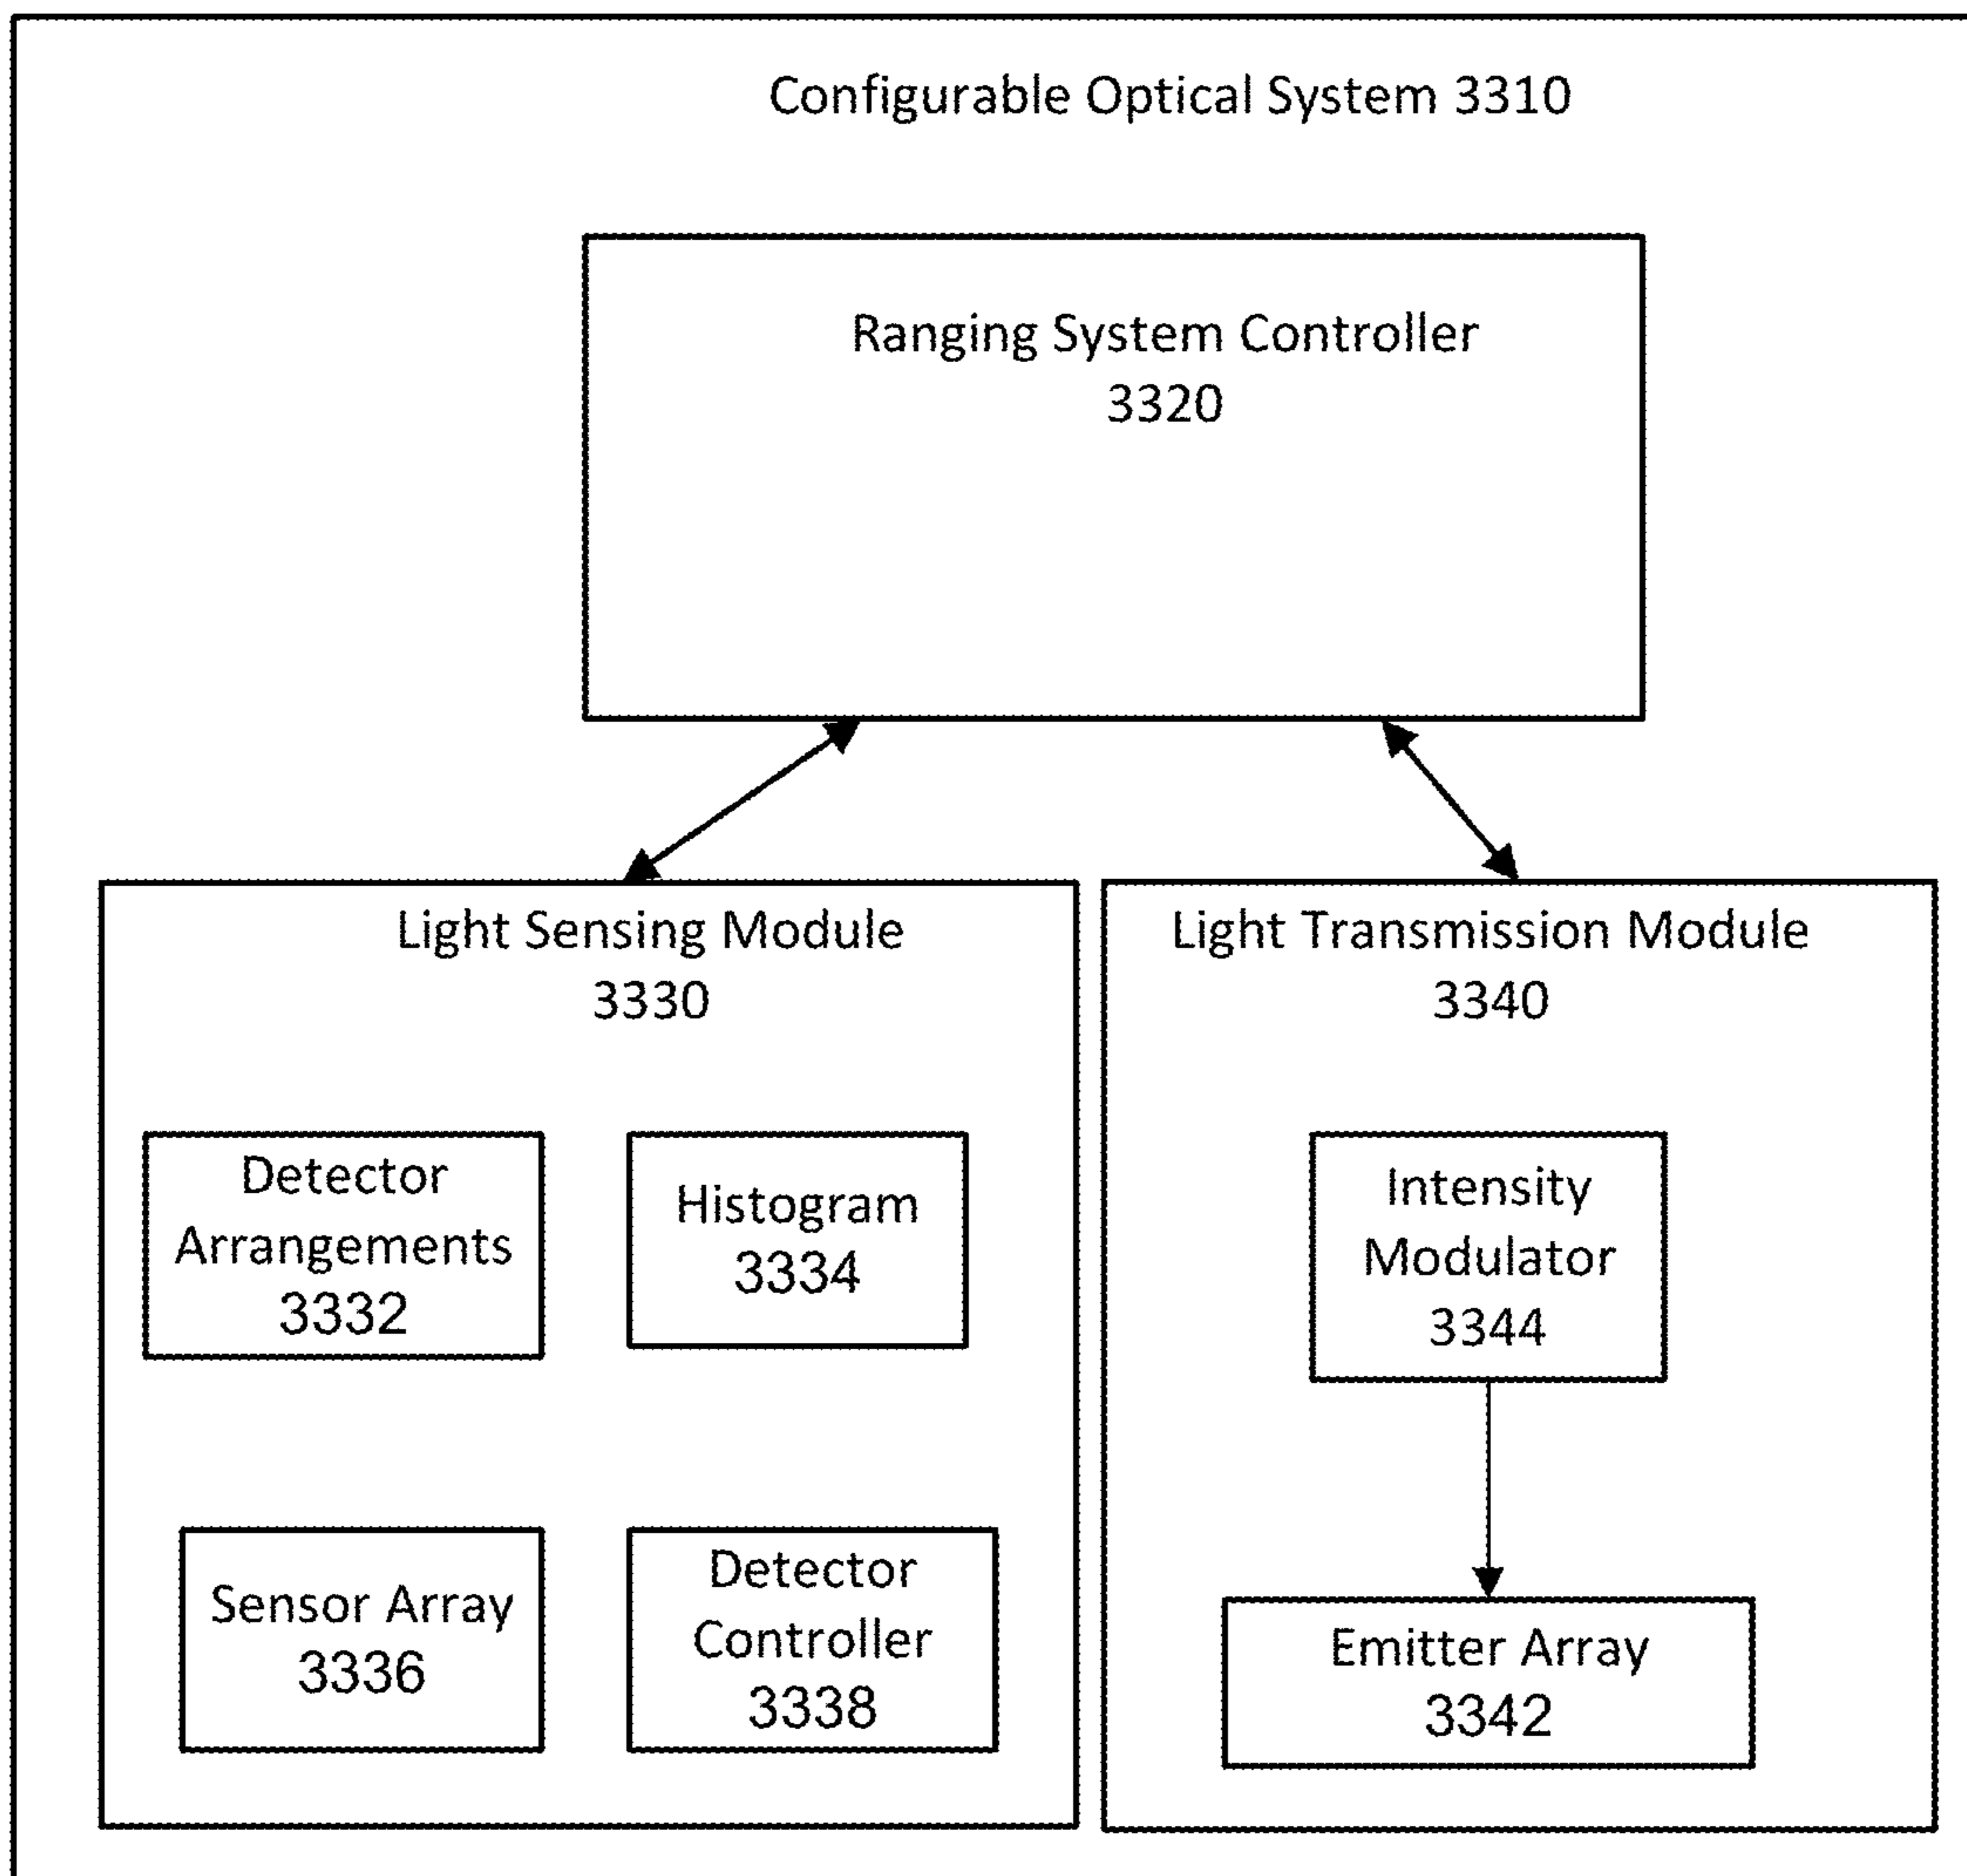 Configurable Optical System 3310
Ranging System Controller
3320
Light Sensing Module
3330
Detector
Arrangements
3332
Histogram
3334
Sensor Array
3336
Detector
Controller
3338
Light Transmission Module
3340
Intensity
Modulator
3344
Emitter Array
3342